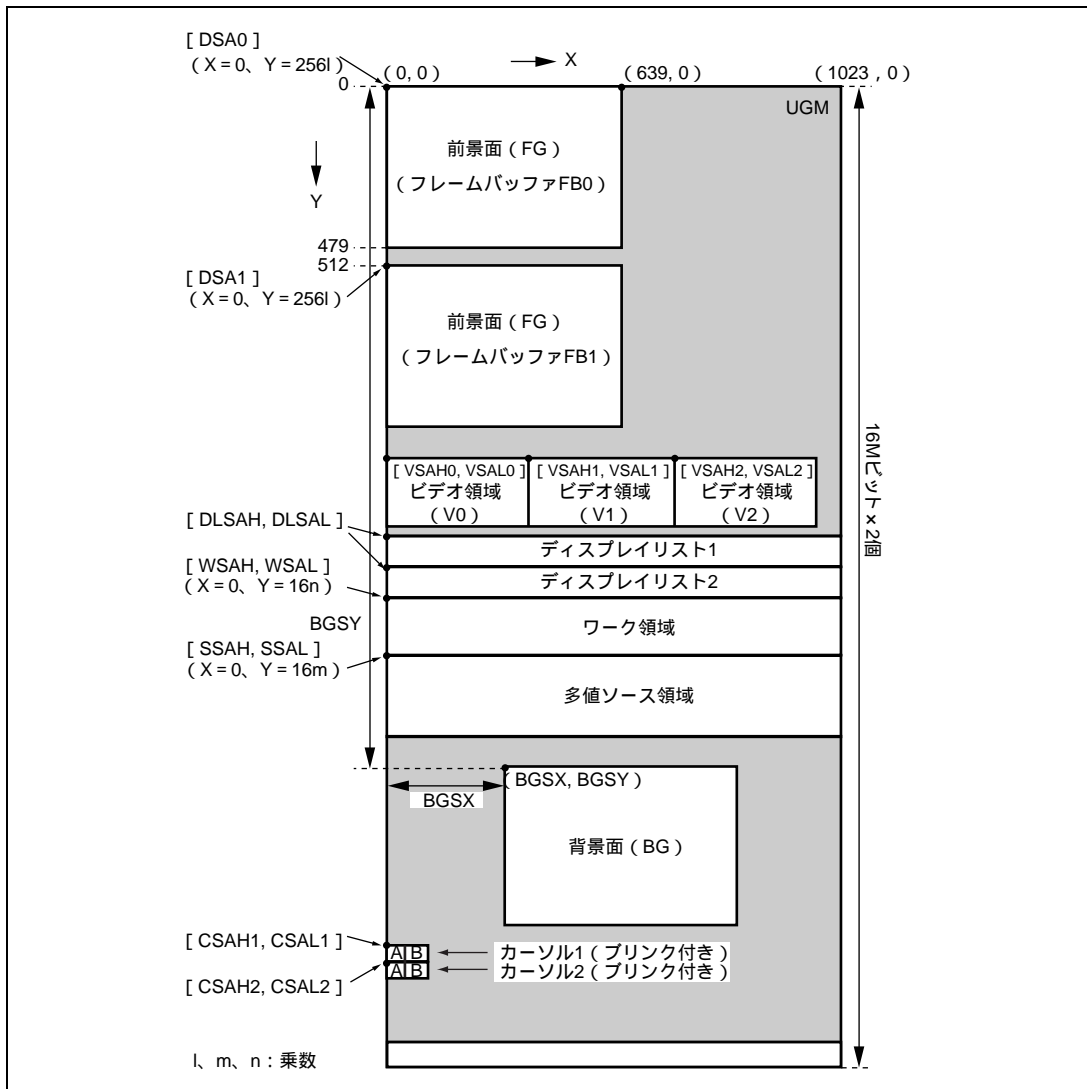 [ DSA0 ]
( X = 0、Y = 256l )
( 0, 0 )
X
( 639, 0 )
( 1023 , 0 )
0
UGM
前景面 ( FG )
( フレームバッファFB0 )
Y
479
512
[ DSA1 ]
( X = 0、Y = 256l )
前景面 ( FG )
( フレームバッファFB1 )
16Mビット × 2個
[ VSAH0, VSAL0 ]
ビデオ領域
( V0 )
[ VSAH1, VSAL1 ]
ビデオ領域
( V1 )
[ VSAH2, VSAL2 ]
ビデオ領域
( V2 )
[ DLSAH, DLSAL ]
ディスプレイリスト1
[ WSAH, WSAL ]
( X = 0、Y = 16n )
ディスプレイリスト2
BGSY
ワーク領域
[ SSAH, SSAL ]
( X = 0、Y = 16m )
多値ソース領域
( BGSX, BGSY )
BGSX
背景面 ( BG )
[ CSAH1, CSAL1 ]
A B
カーソル1 ( ブリンク付き )
A B
カーソル2 ( ブリンク付き )
[ CSAH2, CSAL2 ]
l、m、n : 乗数